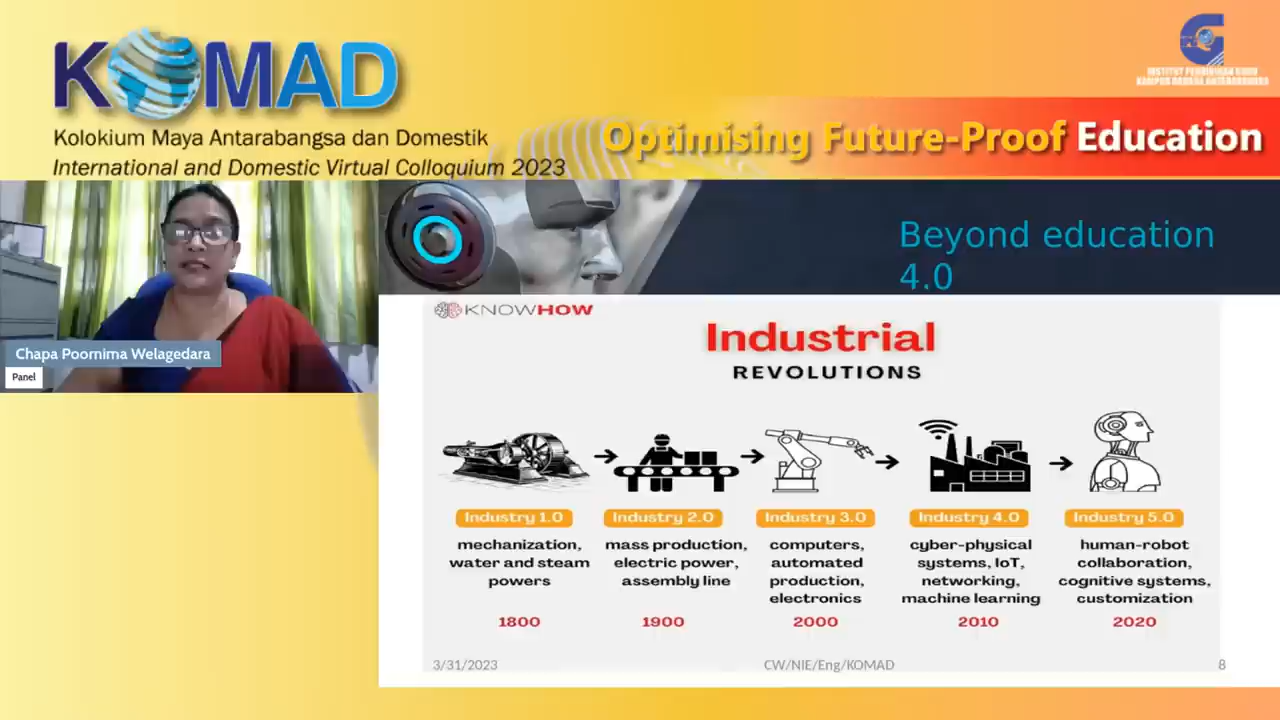 KOMAD
Kolokium Maya Antarabangsa dan Domestik
International and Domestic Virtual Colloquium 2023
INSTITUT PENDIDIKAN GURU
Optimising Future-Proof Education
Chapa Poornima Welagedara
Panel
Beyond education
4.0
KNOWHOW
Industrial
REVOLUTIONS
Industry 1.0
mechanization,
water and steam
powers
1800
Industry 2.0
mass production,
electric power,
assembly line
1900
Industry 3.0
computers,
automated
production,
electronics
2000
Industry 4.0
cyber-physical
systems, IoT,
networking,
machine learning
2010
Industry 5.0
human-robot
collaboration,
cognitive systems,
customization
2020
3/31/2023
CW/NIE/Eng/KOMAD
8